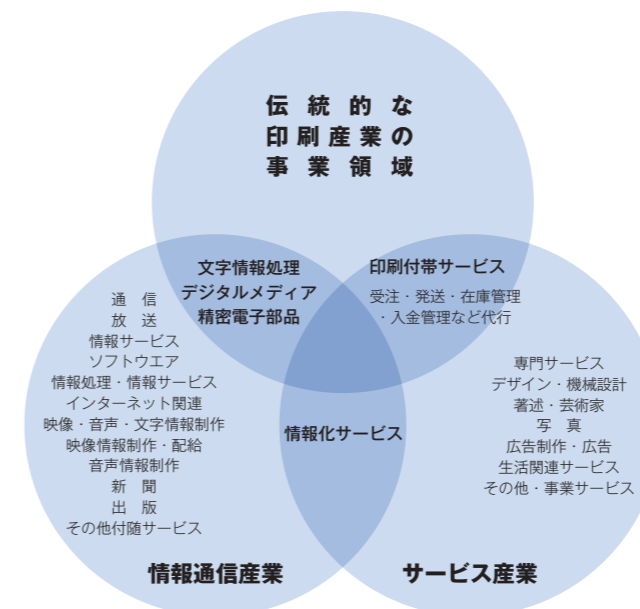 伝統的な
印刷産業の
事業領域
文字情報処理
デジタルメディア
精密電子部品
印刷付帯サービス
受注・発送・在庫管理
・入金管理など代行
通 信
放 送
情報サービス
ソフトウエア
情報処理・情報サービス
インターネット関連
映像・音声・文字情報制作
映像情報制作・配給
音声情報制作
新 聞
出 版
その他付随サービス
情報化サービス
専門サービス
デザイン・機械設計
著述・芸術家
写 真
広告制作・広告
生活関連サービス
その他・事業サービス
情報通信産業
サービス産業